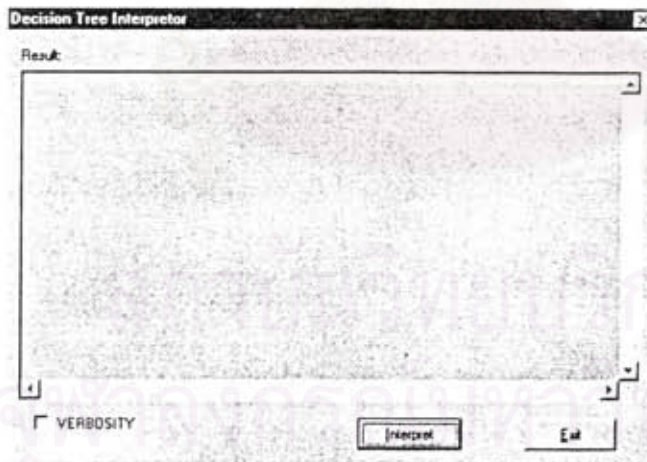 Decision Tree Interpretor
Result:
VERBOSITY
Interpret
Exit